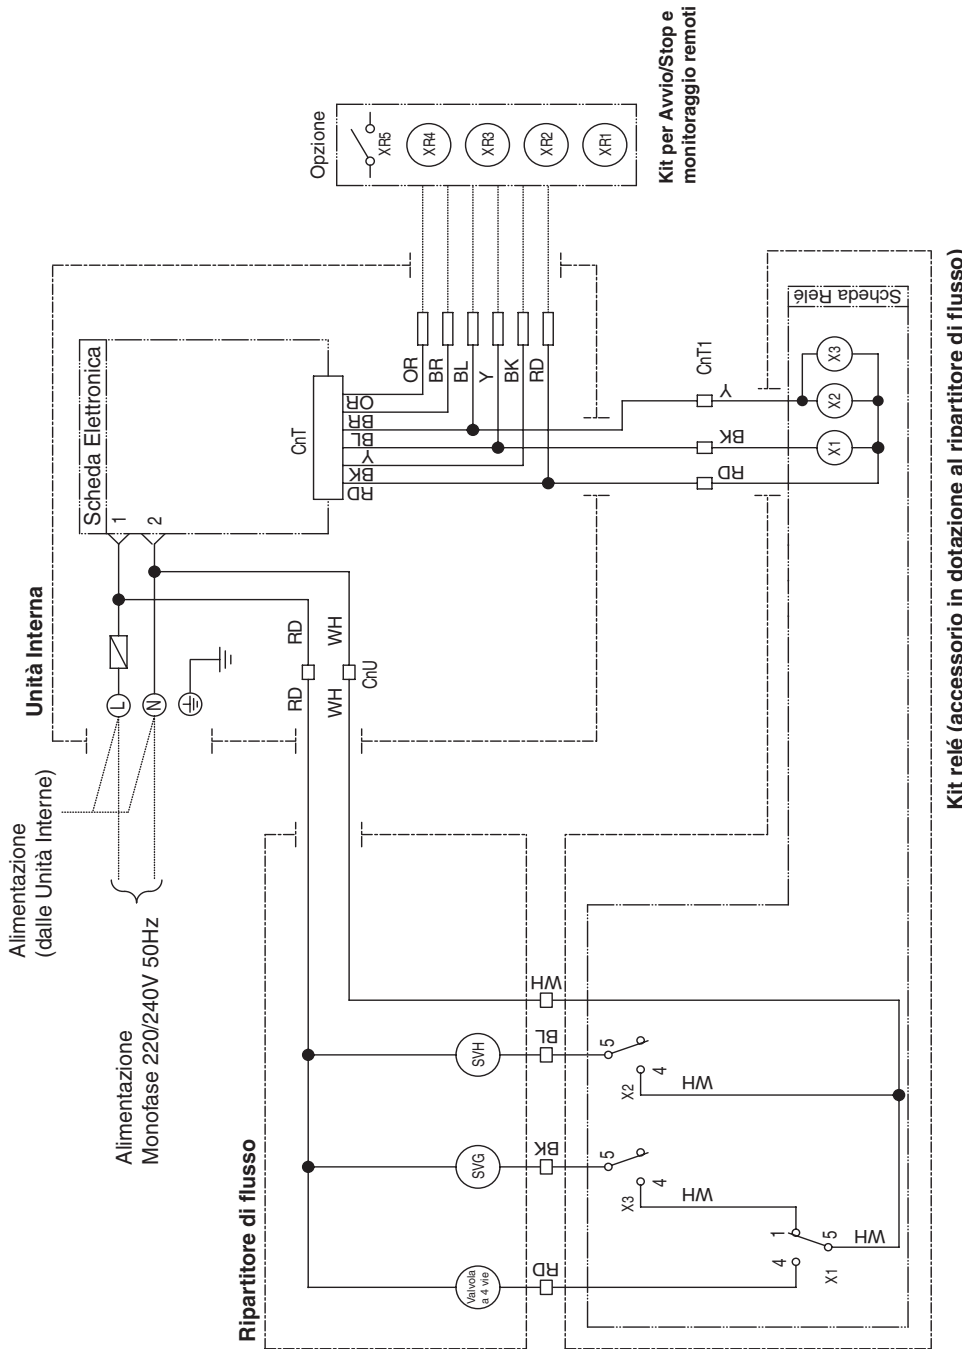 Alimentazione
(dalle Unità Interne)
Alimentazione
Monofase 220/240V 50Hz
Unità Interna
L
N
Scheda Elettronica
1
2
CnT
OR
BR
BL
Y
BK
RD
OR
BR
BL
Y
BK
RD
Opzione
XR5
XR4
XR3
XR2
XR1
Kit per Avvio/Stop e
monitoraggio remoti
RD
WH
RD
WH
CnU
CnT1
Y
BK
RD
Scheda Relé
X3
X2
X1
Ripartitore di flusso
SVH
SVG
Valvola
a 4 vie
WH
BL
BK
RD
5
4
X2
WH
5
4
X3
WH
1
4
5
X1
WH
Kit relé (accessorio in dotazione al ripartitore di flusso)